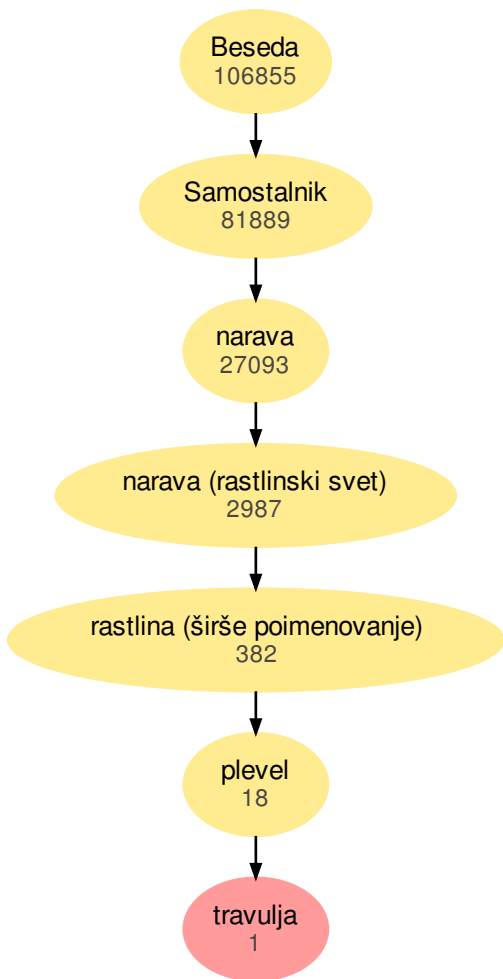 Beseda
106855
Samostalnik
81889
narava
27093
narava (rastlinski svet)
2987
rastlina (širše poimenovanje)
382
plevel
18
travulja
1